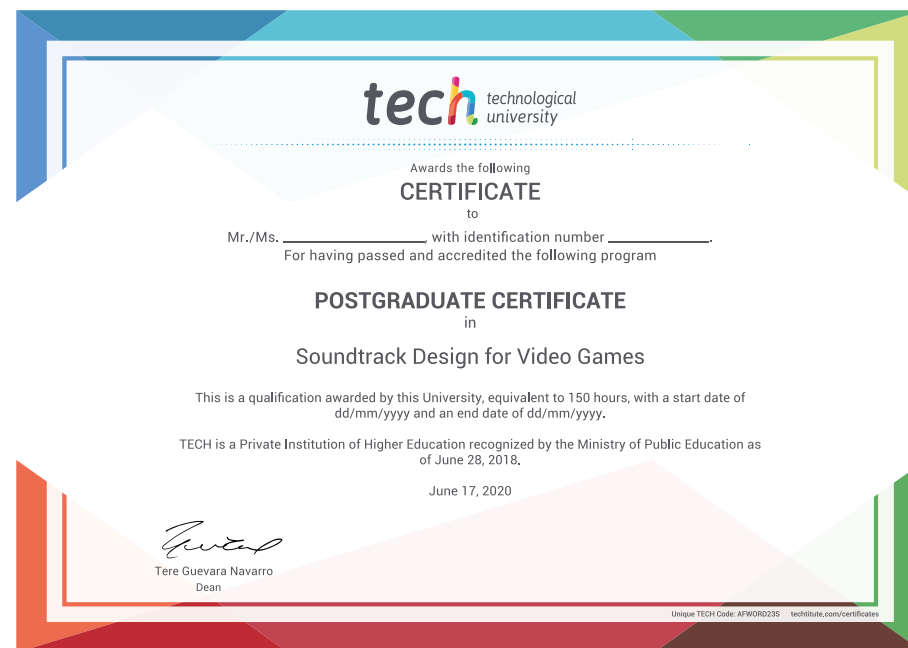 tech technological
university
Awards the following
CERTIFICATE
to
Mr./Ms. ____________, with identification number ____________.
For having passed and accredited the following program
POSTGRADUATE CERTIFICATE
in
Soundtrack Design for Video Games
This is a qualification awarded by this University, equivalent to 150 hours, with a start date of
dd/mm/yyyy and an end date of dd/mm/yyyy.
TECH is a Private Institution of Higher Education recognized by the Ministry of Public Education as
of June 28, 2018.
June 17, 2020
Tere Guevara Navarro
Dean
Unique TECH Code: AFWORD23S techtitute.com/certificates